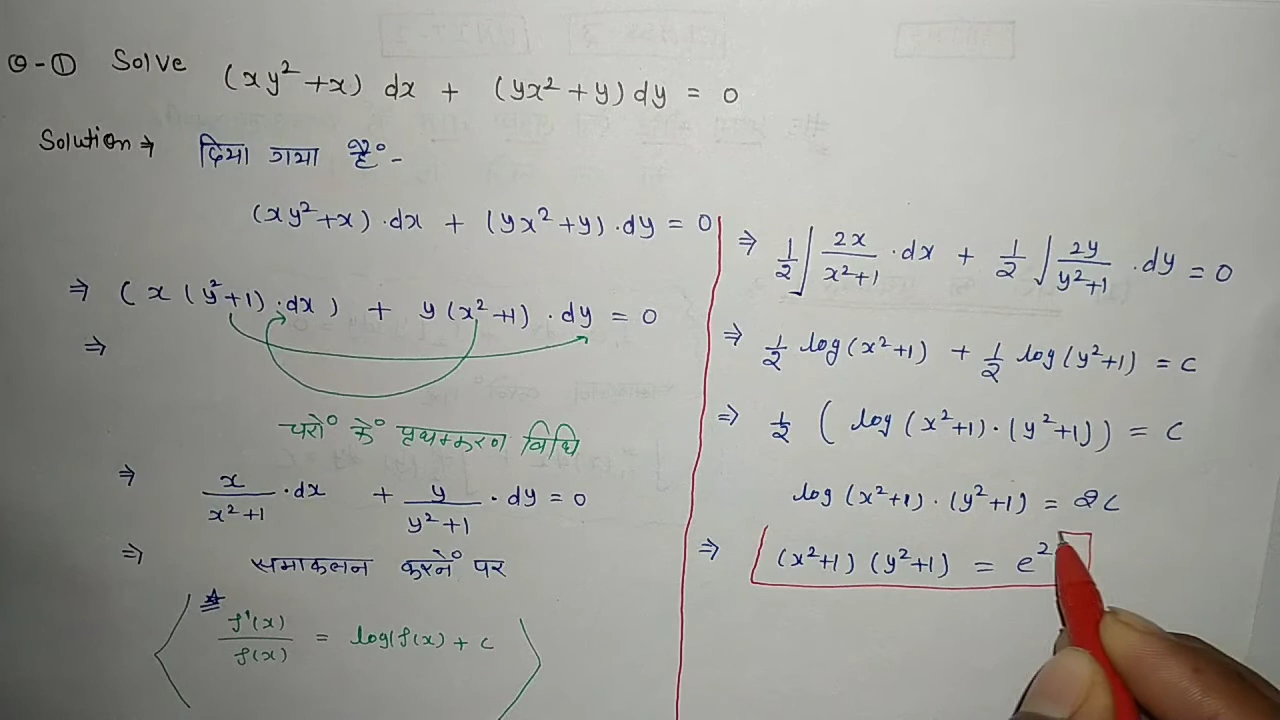 Q-① Solve (xy²+x) dx + (yx²+y) dy = 0
Solution ⇒ दिया गया है॰-
(xy²+x).dx + (yx²+y).dy = 0
⇒ (x(y²+1).dx) + y(x²+1).dy = 0
⇒
चरो॰ के॰ पृथक्करण विधि
⇒ x/(x²+1) .dx + y/(y²+1) .dy = 0
⇒ समाकलन करने॰ पर
f'(x)/f(x) = log(f(x) + c
⇒ 1/2 ∫ 2x/(x²+1) .dx + 1/2 ∫ 2y/(y²+1) .dy = 0
⇒ 1/2 log(x²+1) + 1/2 log(y²+1) = c
⇒ 1/2 (log(x²+1).(y²+1)) = c
log(x²+1).(y²+1) = 2c
⇒ (x²+1)(y²+1) = e²